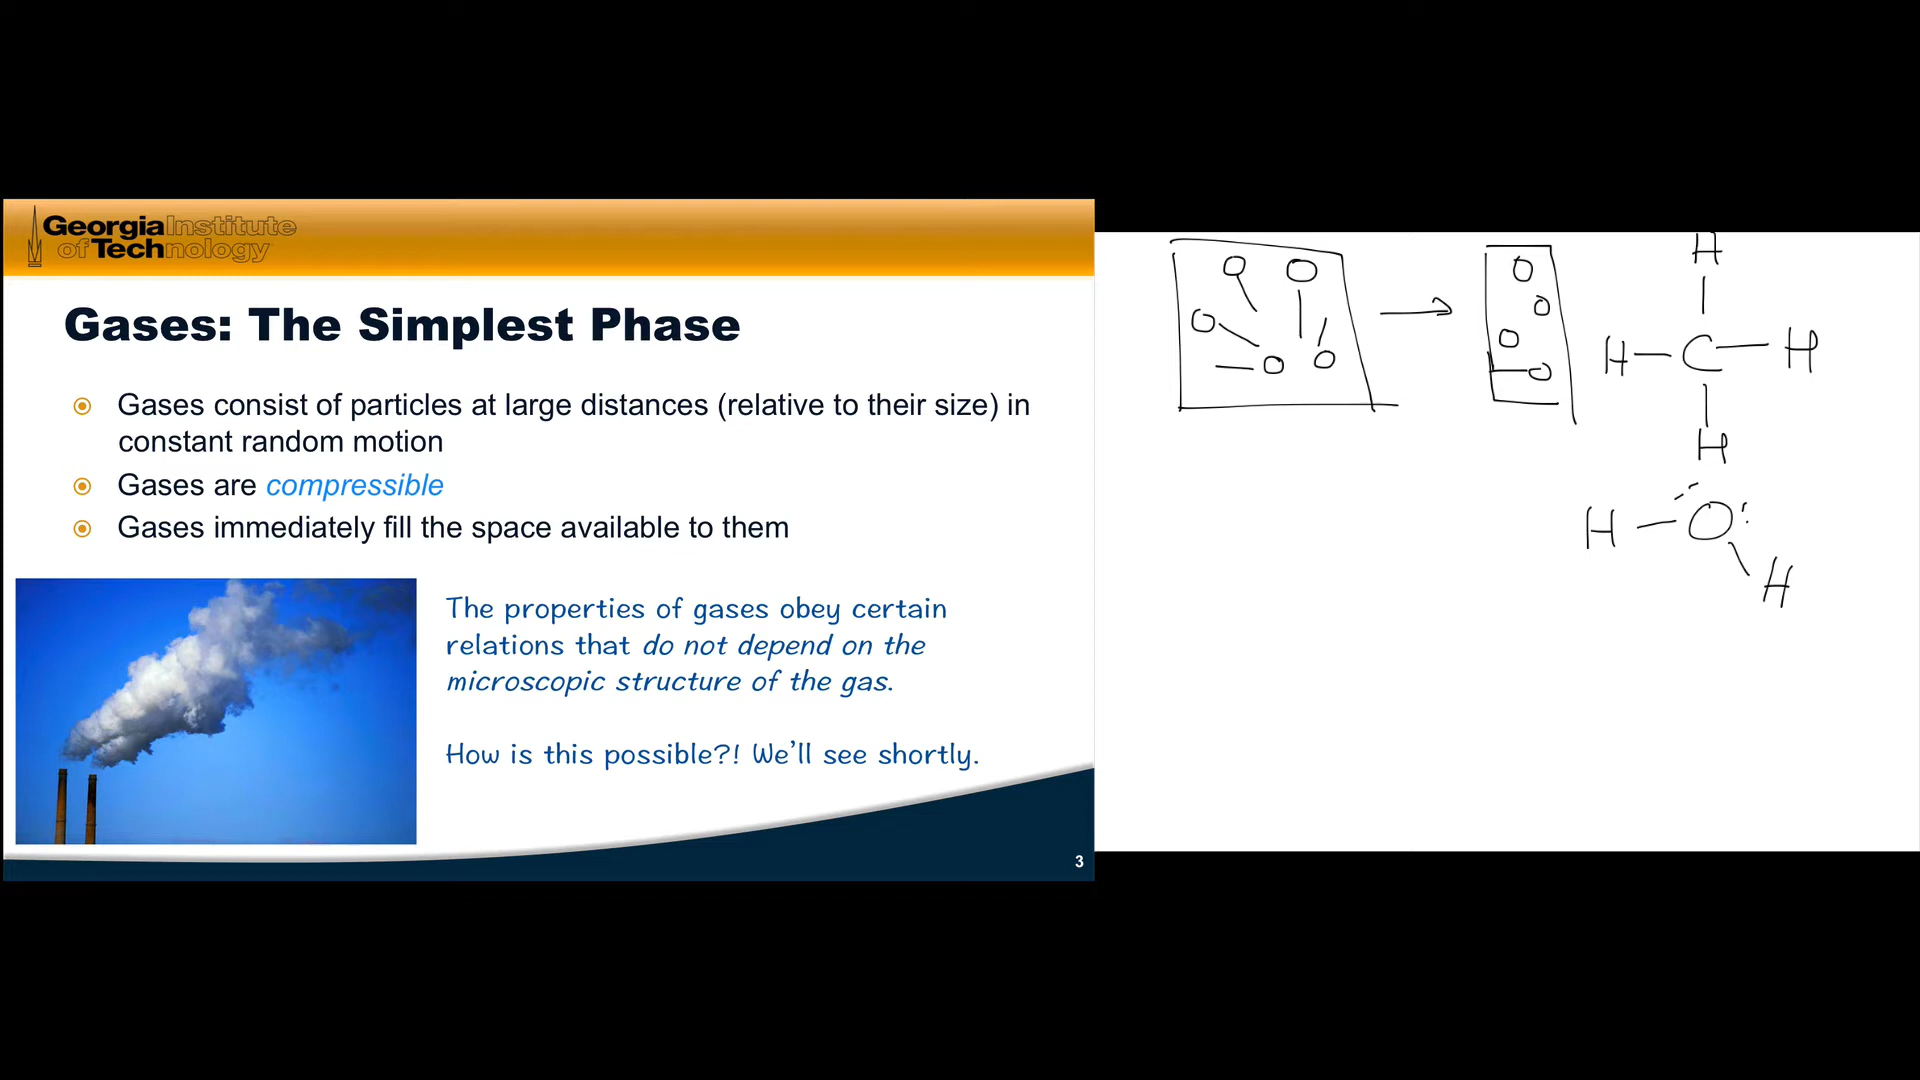 Georgia Institute
of Technology
Gases: The Simplest Phase
Gases consist of particles at large distances (relative to their size) in
constant random motion
Gases are compressible
Gases immediately fill the space available to them
The properties of gases obey certain
relations that do not depend on the
microscopic structure of the gas.
How is this possible?! We'll see shortly.
3
H
H C H
H
H O
H